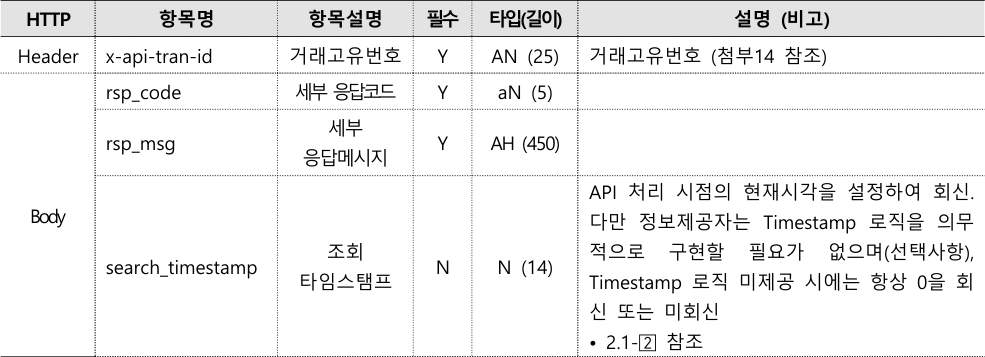 HTTP 항목명 항목설명 필수 타입(길이) 설명 (비고)
Header x-api-tran-id 거래고유번호 Y AN (25) 거래고유번호 (첨부14 참조)
Body
rsp_code 세부 응답코드 Y aN (5)
rsp_msg 세부
응답메시지 Y AH (450)
search_timestamp 조회
타임스탬프 N N (14)
API 처리 시점의 현재시각을 설정하여 회신.
다만 정보제공자는 Timestamp 로직을 의무
적으로 구현할 필요가 없으며(선택사항),
Timestamp 로직 미제공 시에는 항상 0을 회
신 또는 미회신
• 2.1-2 참조